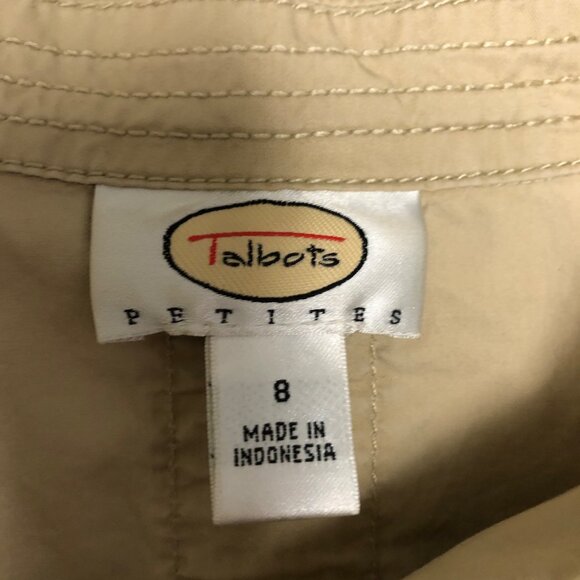 Talbots
PETITES
8
MADE IN
INDONESIA